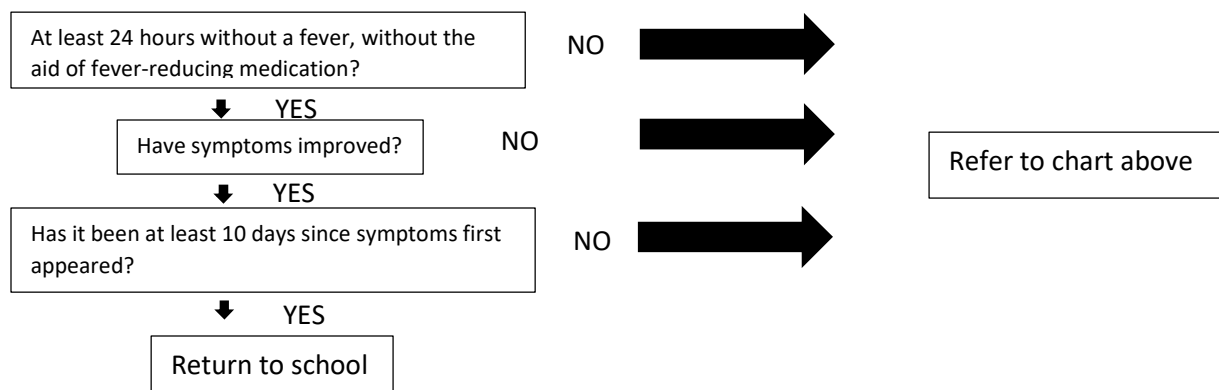 At least 24 hours without a fever, without the
aid of fever-reducing medication?
NO
YES
Have symptoms improved?
NO
Refer to chart above
YES
Has it been at least 10 days since symptoms first
appeared?
NO
YES
Return to school